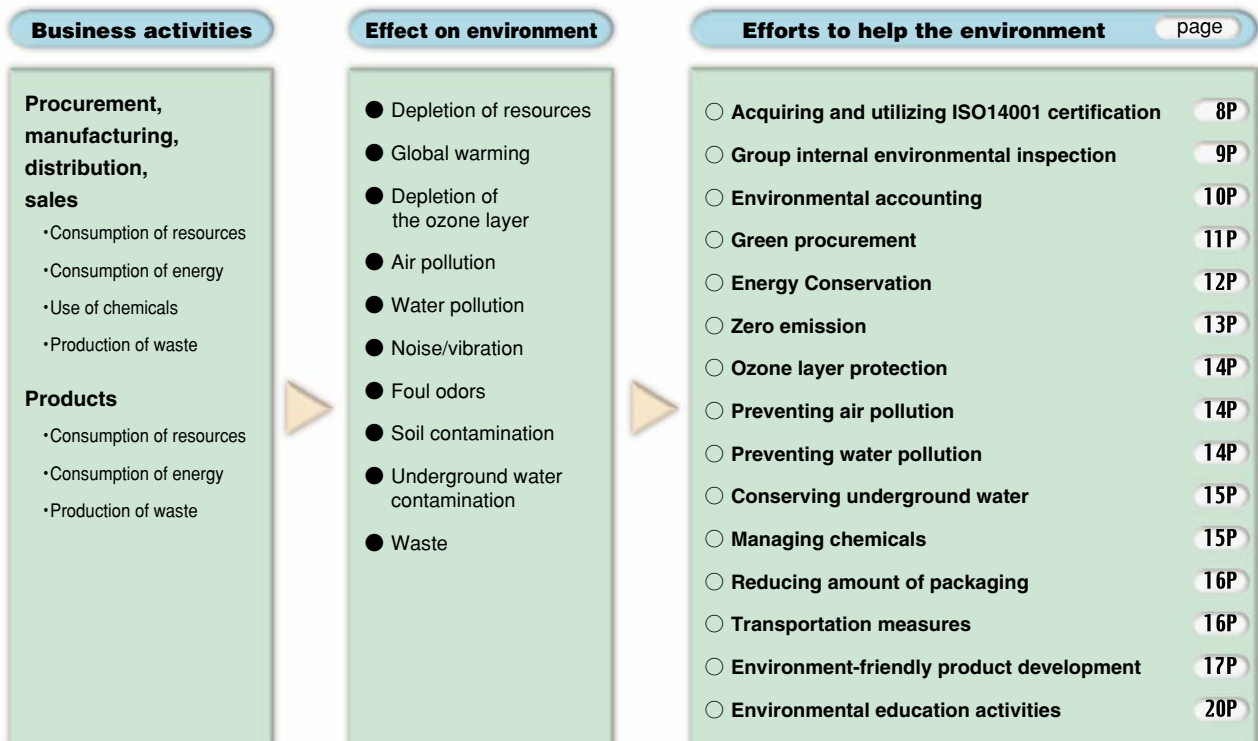 Business activities
Procurement,
manufacturing,
distribution,
sales
・Consumption of resources
・Consumption of energy
・Use of chemicals
・Production of waste
Products
・Consumption of resources
・Consumption of energy
・Production of waste
Effect on environment
● Depletion of resources
● Global warming
● Depletion of
the ozone layer
● Air pollution
● Water pollution
● Noise/vibration
● Foul odors
● Soil contamination
● Underground water
contamination
● Waste
Efforts to help the environment page
○ Acquiring and utilizing ISO14001 certification 8P
○ Group internal environmental inspection 9P
○ Environmental accounting 10P
○ Green procurement 11P
○ Energy Conservation 12P
○ Zero emission 13P
○ Ozone layer protection 14P
○ Preventing air pollution 14P
○ Preventing water pollution 14P
○ Conserving underground water 15P
○ Managing chemicals 15P
○ Reducing amount of packaging 16P
○ Transportation measures 16P
○ Environment-friendly product development 17P
○ Environmental education activities 20P